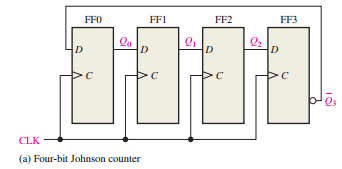 FF0 FF1 FF2 FF3
Q0 Q1 Q2
D D D D
C C C C
Q̅3
CLK
(a) Four-bit Johnson counter